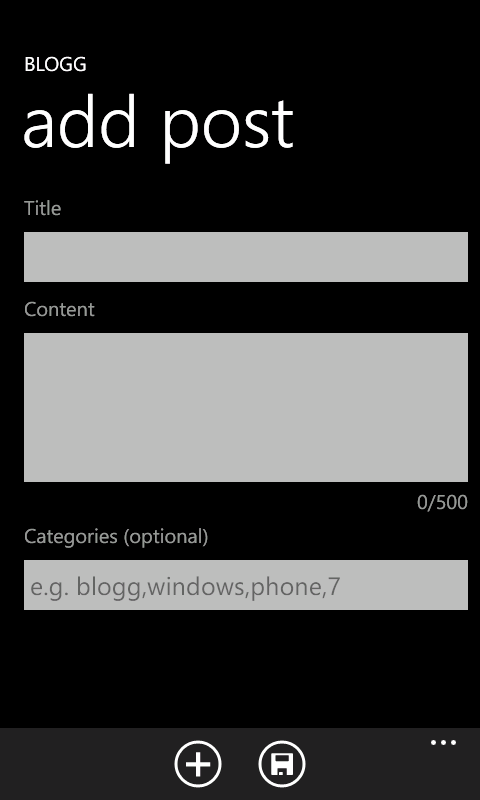 BLOGG
add post
Title
Content
0/500
Categories (optional)
e.g. blogg,windows,phone,7